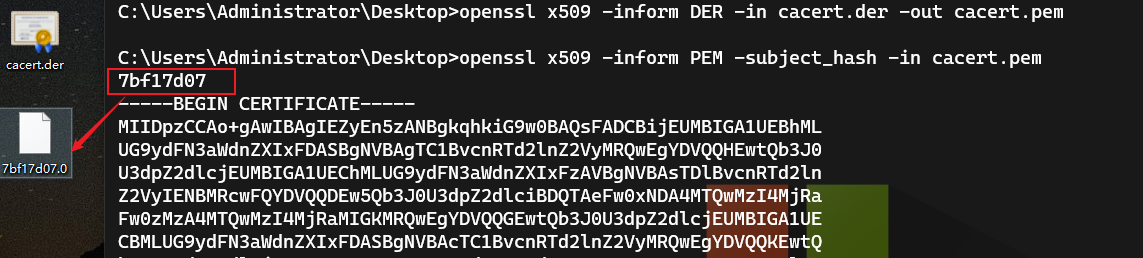 C:\Users\Administrator\Desktop>openssl x509 -inform DER -in cacert.der -out cacert.pem
cacert.der
C:\Users\Administrator\Desktop>openssl x509 -inform PEM -subject_hash -in cacert.pem
7bf17d07
-----BEGIN CERTIFICATE-----
MIIDpzCCAo+gAwIBAgIEZyEn5zANBgkqhkiG9w0BAQsFADCBijEUMBIGA1UEBhML
UG9ydFN3aWdnZXIxFDASBgNVBAgTC1BvcnRTd2lnZ2VyMRQwEgYDVQQHEwtQb3J0
7bf17d07.0
U3dpZ2dlcjEUMBIGA1UEChMLUG9ydFN3aWdnZXIxFzAVBgNVBAsTDlBvcnRTd2ln
Z2VyIENBMRcwFQYDVQQDEw5Qb3J0U3dpZ2dlciBDQTAeFw0xNDA4MTQwMzI4MjRa
Fw0zMzA4MTQwMzI4MjRaMIGKMRQwEgYDVQQGEwtQb3J0U3dpZ2dlcjEUMBIGA1UE
CBMLUG9ydFN3aWdnZXIxFDASBgNVBAcTC1BvcnRTd2lnZ2VyMRQwEgYDVQQKEwtQ